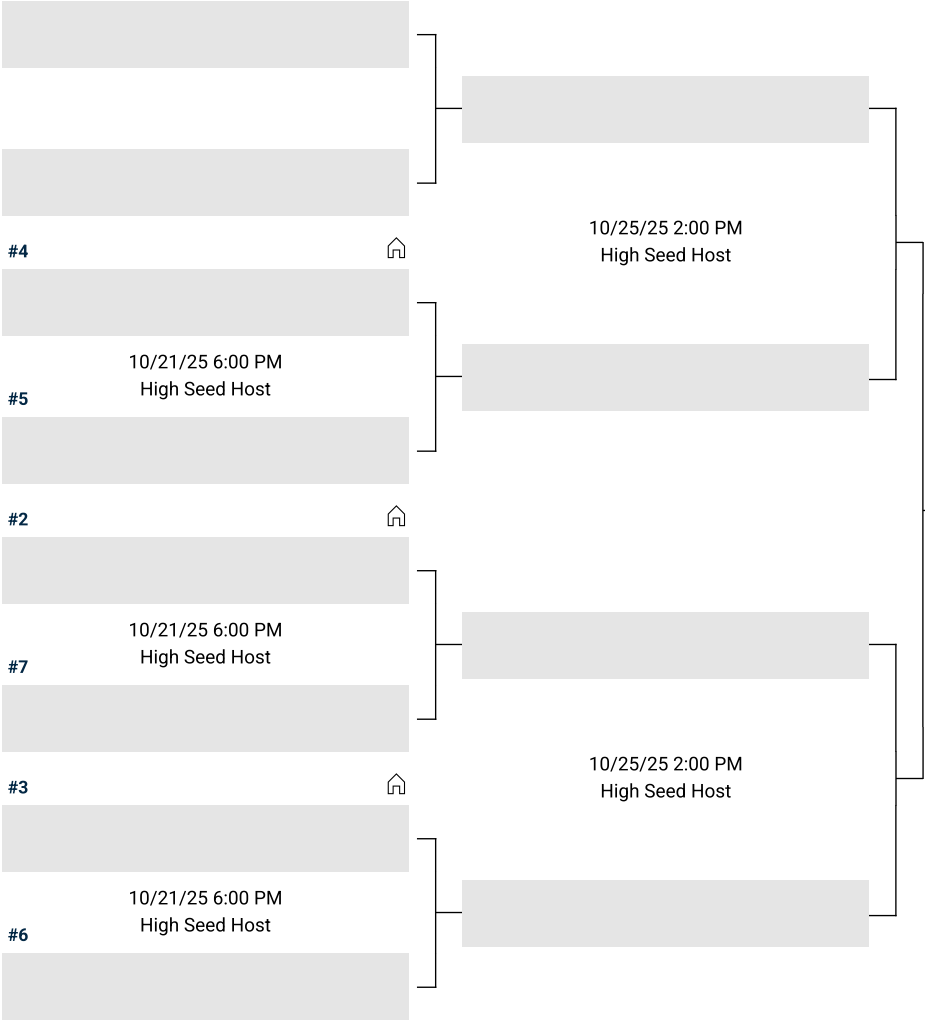 10/25/25 2:00 PM
High Seed Host
#4
10/21/25 6:00 PM
High Seed Host
#5
#2
10/21/25 6:00 PM
High Seed Host
#7
10/25/25 2:00 PM
High Seed Host
#3
10/21/25 6:00 PM
High Seed Host
#6